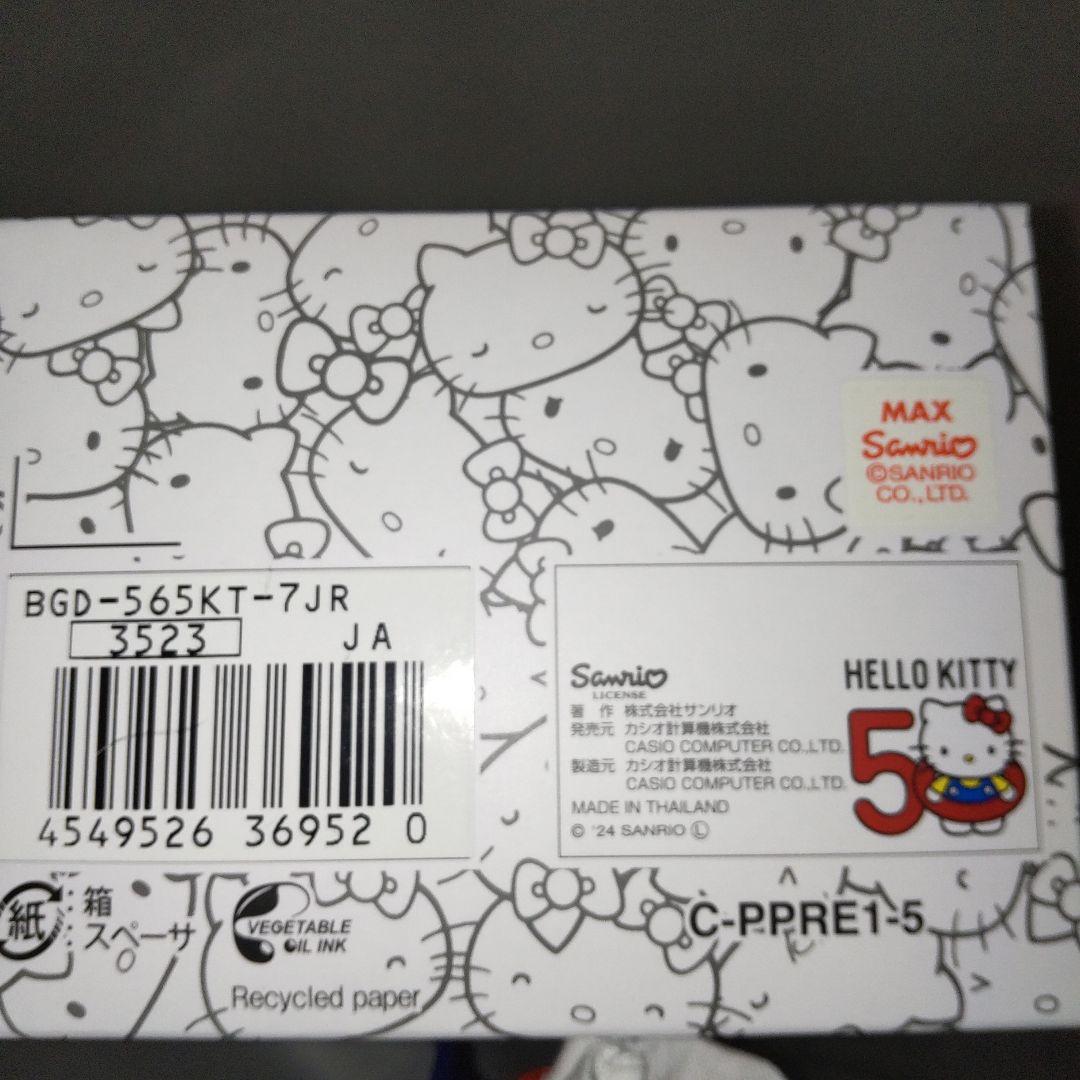 MAX
Sanrio
©SANRIO
CO.,LTD.
BGD-565KT-7JR
3523 JA
4549526 36952 0
Sanrio
LICENSE
著 作 株式会社サンリオ
発売元 カシオ計算機株式会社
CASIO COMPUTER CO.,LTD.
製造元 カシオ計算機株式会社
CASIO COMPUTER CO.,LTD.
MADE IN THAILAND
© '24 SANRIO Ⓛ
HELLO KITTY
50
紙 : 箱
: スペーサ
VEGETABLE
OIL INK
Recycled paper
C-PPRE1-5